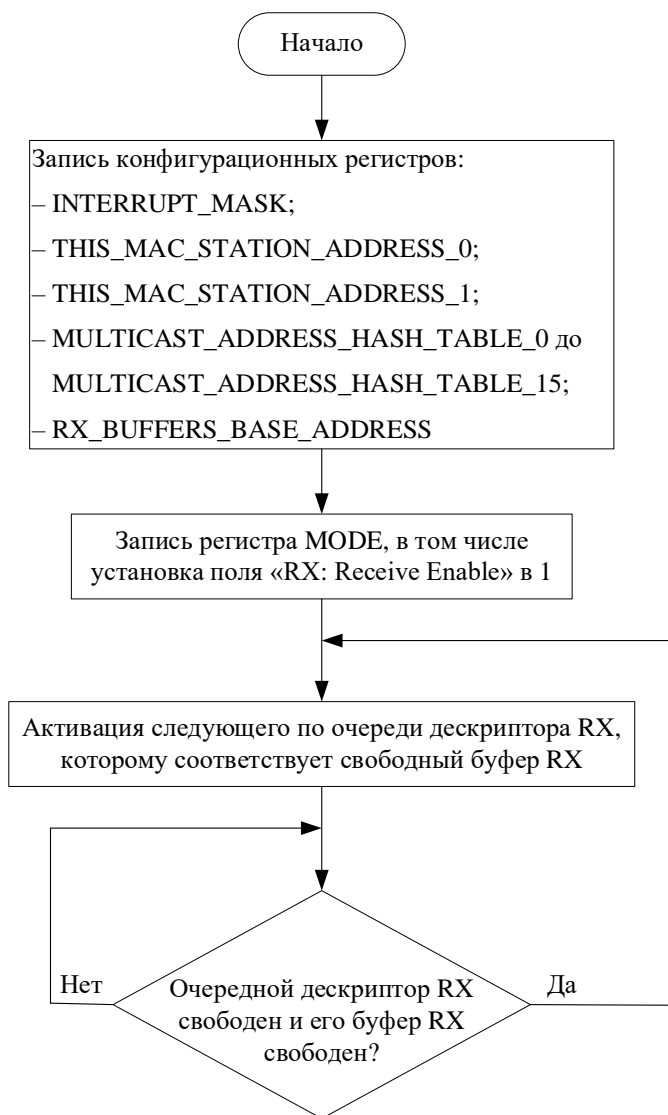 Начало
Запись конфигурационных регистров:
– INTERRUPT_MASK;
– THIS_MAC_STATION_ADDRESS_0;
– THIS_MAC_STATION_ADDRESS_1;
– MULTICAST_ADDRESS_HASH_TABLE_0 до
MULTICAST_ADDRESS_HASH_TABLE_15;
– RX_BUFFERS_BASE_ADDRESS
Запись регистра MODE, в том числе
установка поля «RX: Receive Enable» в 1
Активация следующего по очереди дескриптора RX,
которому соответствует свободный буфер RX
Нет
Да
Очередной дескриптор RX
свободен и его буфер RX
свободен?